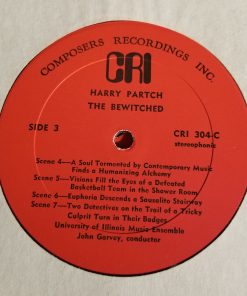 COMPOSERS RECORDINGS INC.
CRI
HARRY PARTCH
THE BEWITCHED
SIDE 3
CRI 304-C
stereophonic
Scene 4—A Soul Tormented by Contemporary Music
Finds a Humanizing Alchemy
Scene 5—Visions Fill the Eyes of a Defeated
Basketball Team in the Shower Room
Scene 6—Euphoria Descends a Sausalito Stairway
Scene 7—Two Detectives on the Trail of a Tricky
Culprit Turn in Their Badges
University of Illinois Music Ensemble
John Garvey, conductor